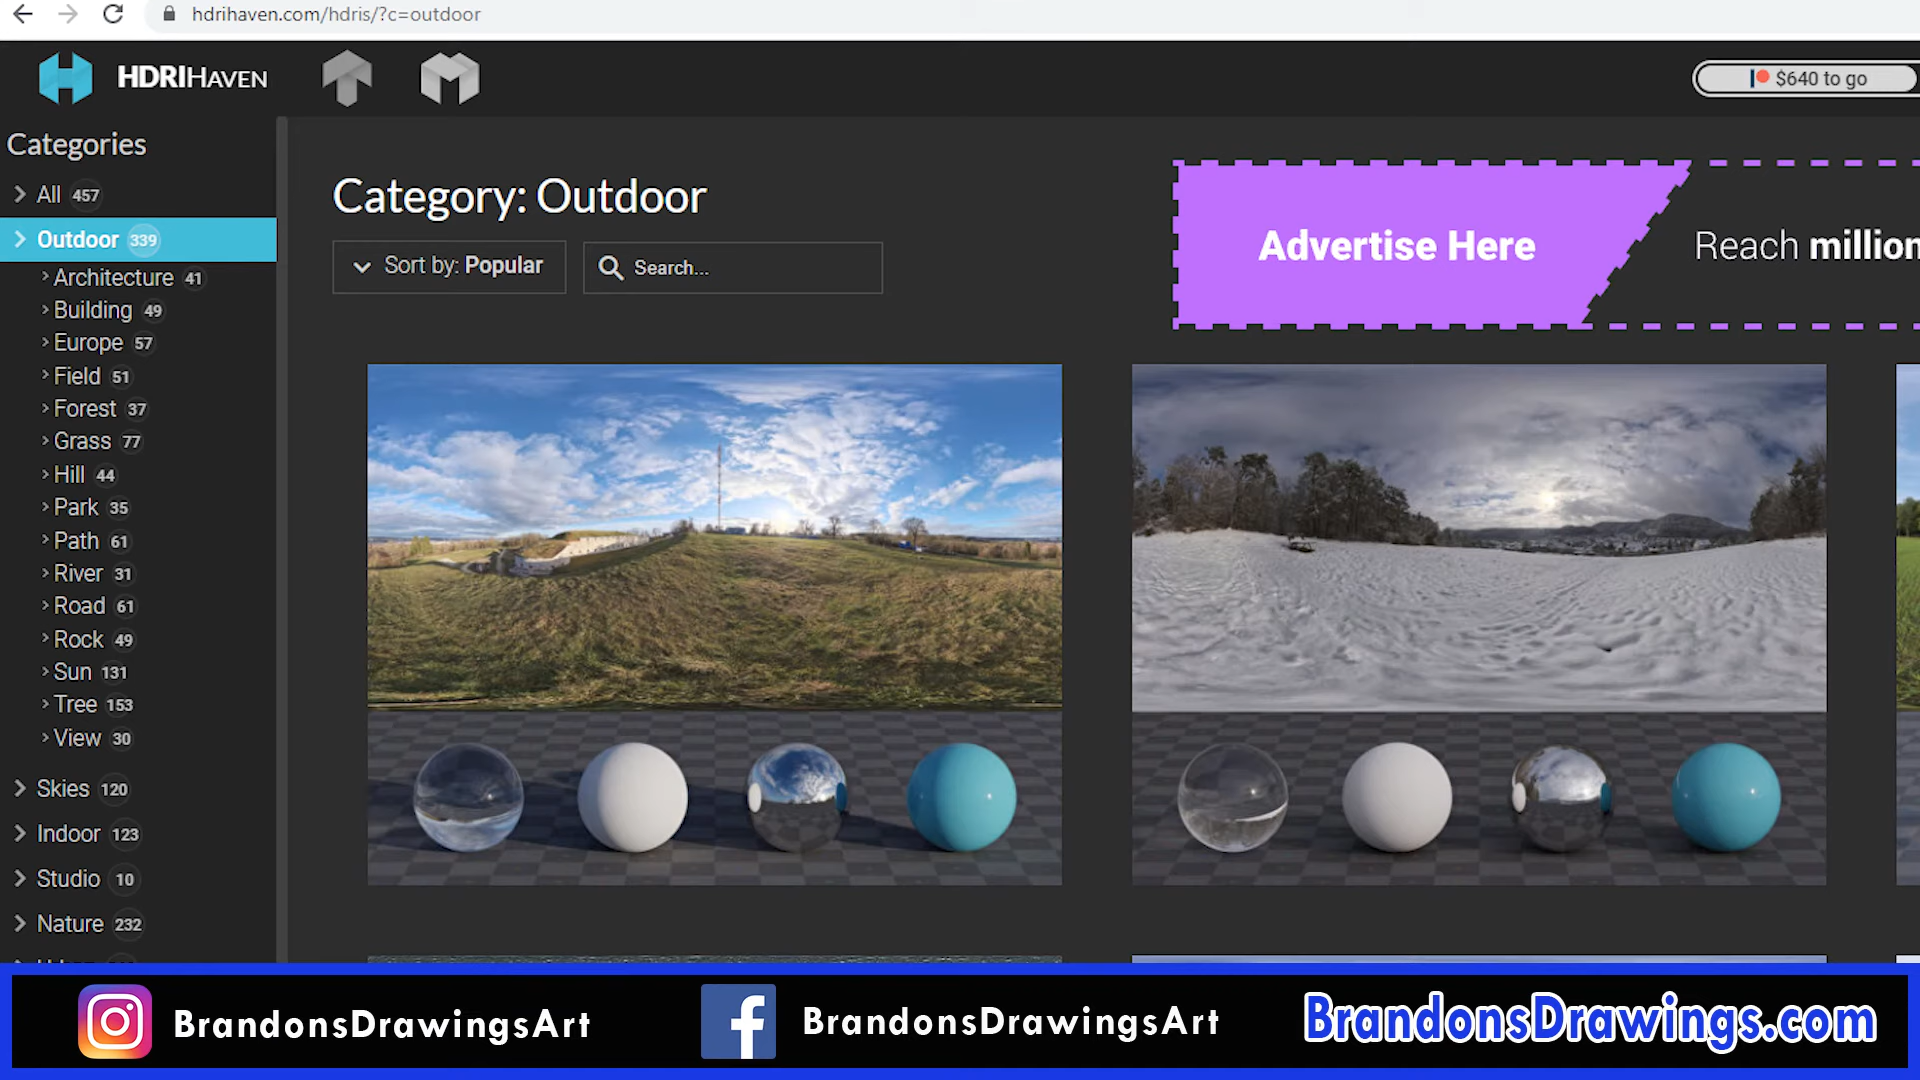 hdrihaven.com/hdris/?c=outdoor
HDRIHAVEN
$640 to go
Categories
All 457
Outdoor 339
Architecture 41
Building 49
Europe 57
Field 51
Forest 37
Grass 77
Hill 44
Park 35
Path 61
River 31
Road 61
Rock 49
Sun 131
Tree 153
View 30
Skies 120
Indoor 123
Studio 10
Nature 232
Category: Outdoor
Sort by: Popular
Search...
Advertise Here
Reach million
BrandonsDrawingsArt
BrandonsDrawingsArt
BrandonsDrawings.com